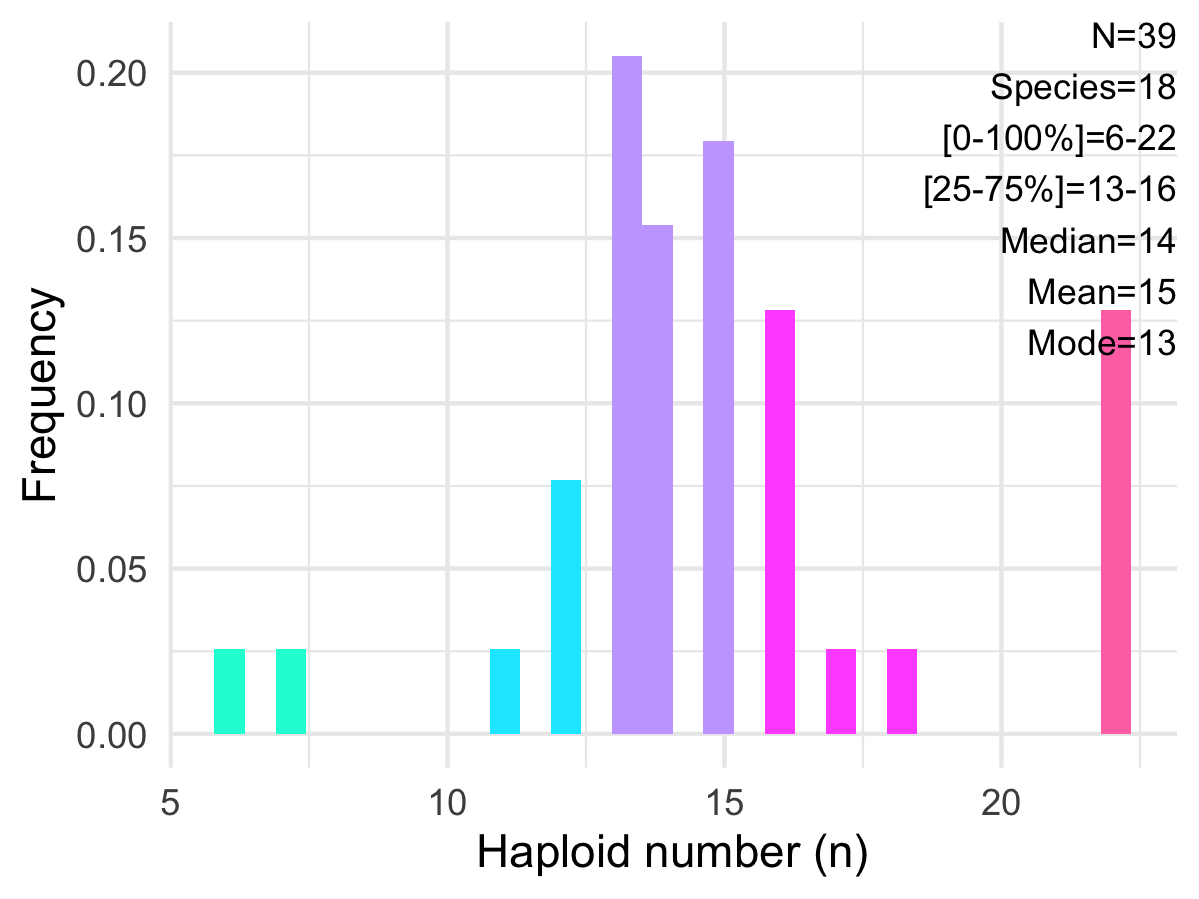 N=39
0.20
Species=18
[0-100%]=6-22
[25-75%]=13-16
0.15
Median=14
Mean=15
Mode=13
Frequency
0.10
0.05
0.00
5 10 15 20
Haploid number (n)